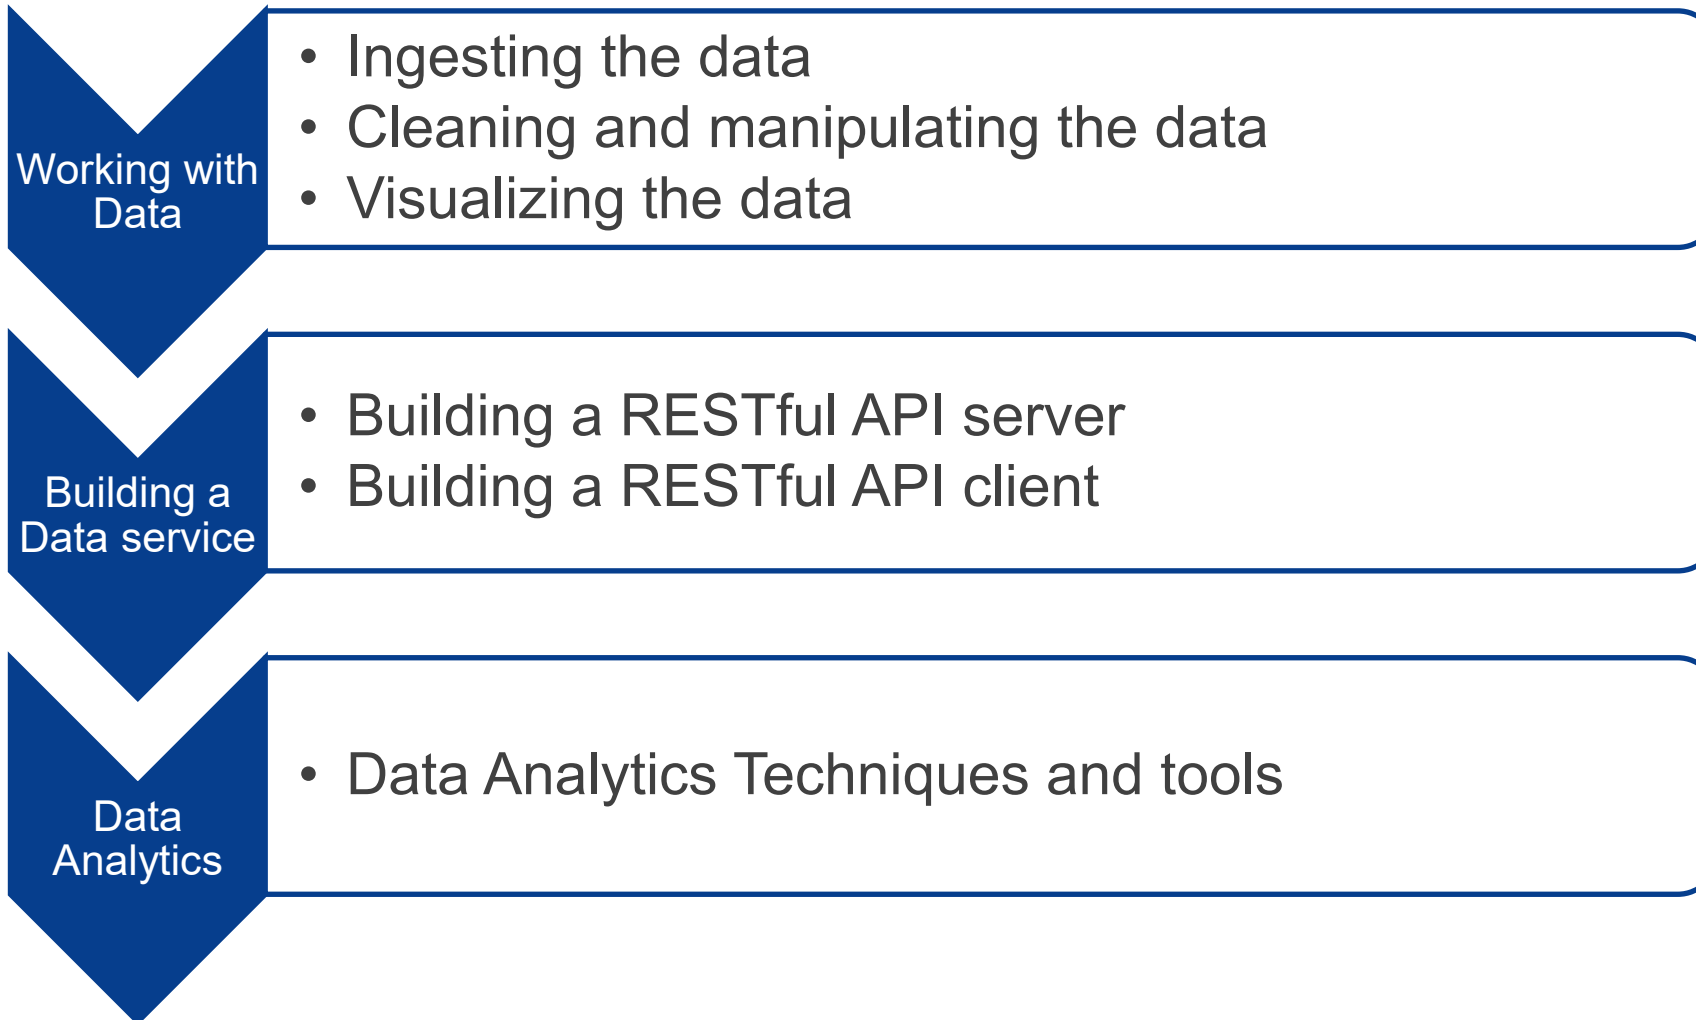 Working with
Data
• Ingesting the data
• Cleaning and manipulating the data
• Visualizing the data
Building a
Data service
• Building a RESTful API server
• Building a RESTful API client
Data
Analytics
• Data Analytics Techniques and tools